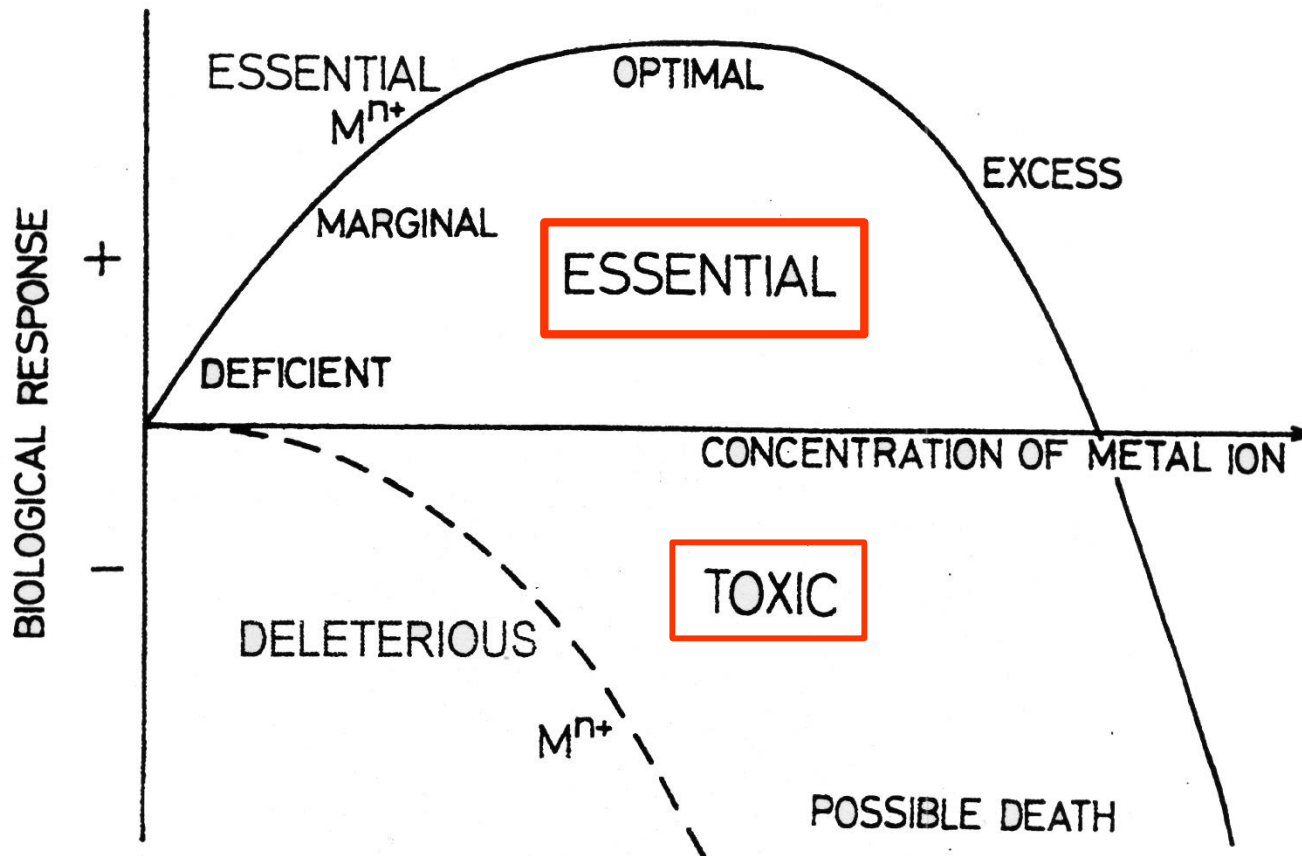 ESSENTIAL
Mn+
OPTIMAL
EXCESS
MARGINAL
ESSENTIAL
DEFICIENT
BIOLOGICAL RESPONSE
+
−
CONCENTRATION OF METAL ION
TOXIC
DELETERIOUS
Mn+
POSSIBLE DEATH